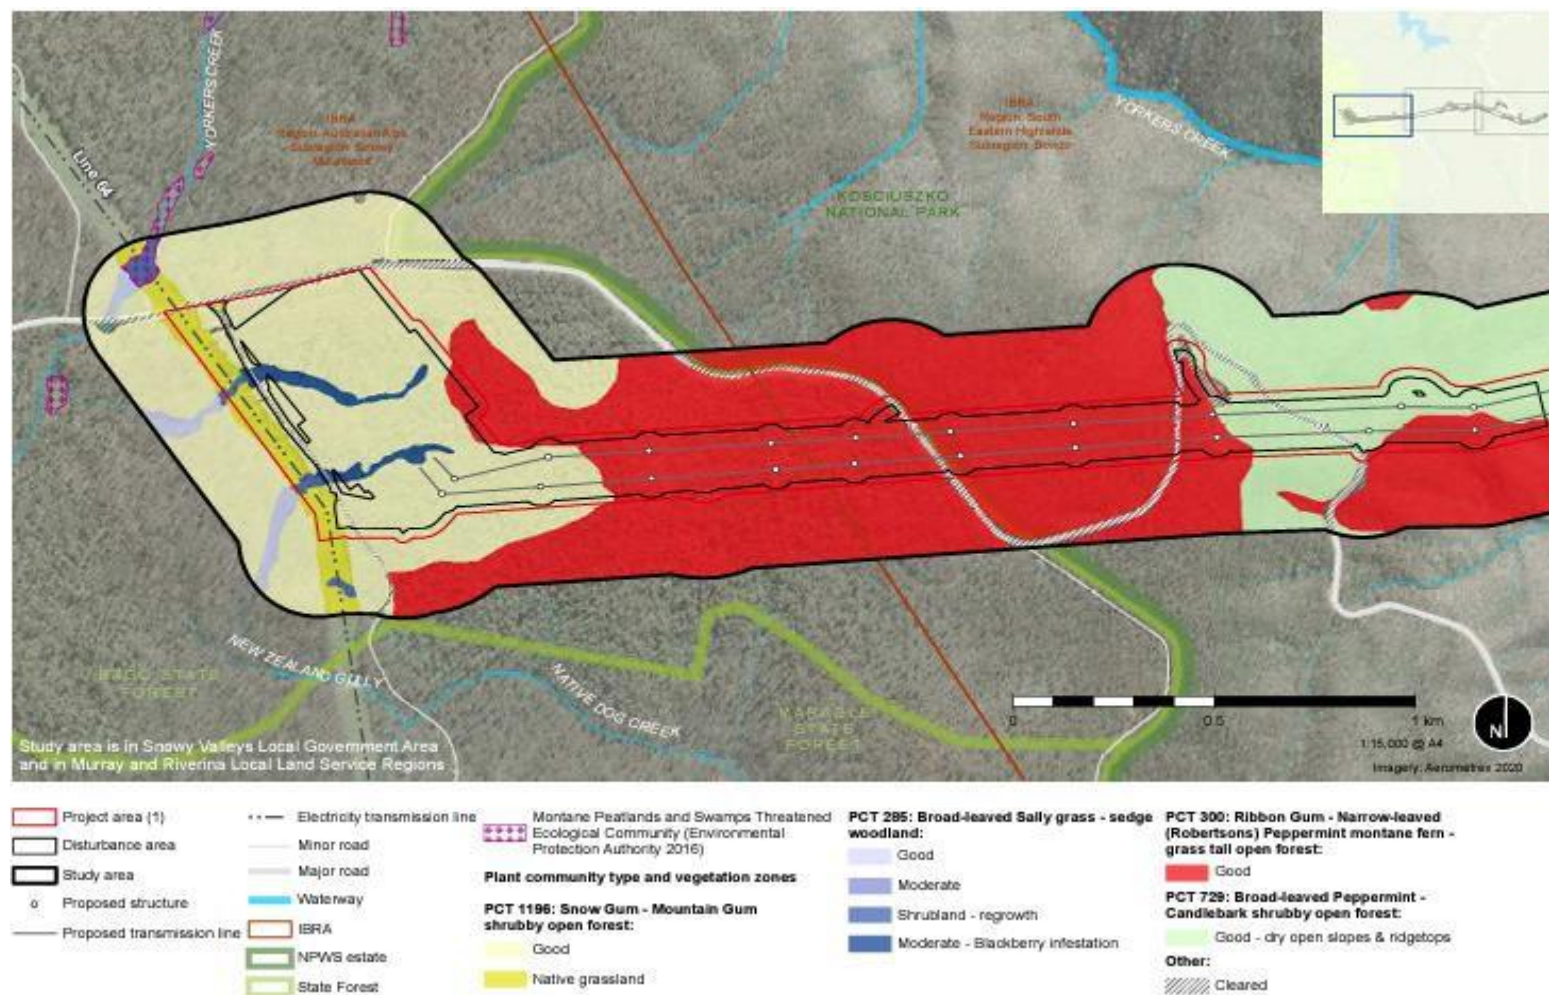 YORKERS CREEK
Line 64
IBRA
Region Australian Alps
Subregion Snowy
Mountains
IBRA
Region South
Eastern Highlands
Subregion Bondo
YORKERS CREEK
KOSCIUSZKO
NATIONAL PARK
NEW ZEALAND GULLY
NATIVE DOG CREEK
BAGO STATE
FOREST
STATE
FOREST
0 0.5 1 km
1:15,000 @ A4
Imagery: Aerometrex 2020
N
Study area is in Snowy Valleys Local Government Area
and in Murray and Riverina Local Land Service Regions
Project area (1)
Disturbance area
Study area
Proposed structure
Proposed transmission line
Electricity transmission line
Minor road
Major road
Waterway
IBRA
NPWS estate
State Forest
Montane Peatlands and Swamps Threatened
Ecological Community (Environmental
Protection Authority 2016)
Plant community type and vegetation zones
PCT 1196: Snow Gum - Mountain Gum
shrubby open forest:
Good
Native grassland
PCT 285: Broad-leaved Sally grass - sedge
woodland:
Good
Moderate
Shrubland - regrowth
Moderate - Blackberry infestation
PCT 300: Ribbon Gum - Narrow-leaved
(Robertsons) Peppermint montane fern -
grass tall open forest:
Good
PCT 729: Broad-leaved Peppermint -
Candlebark shrubby open forest:
Good - dry open slopes & ridgetops
Other:
Cleared